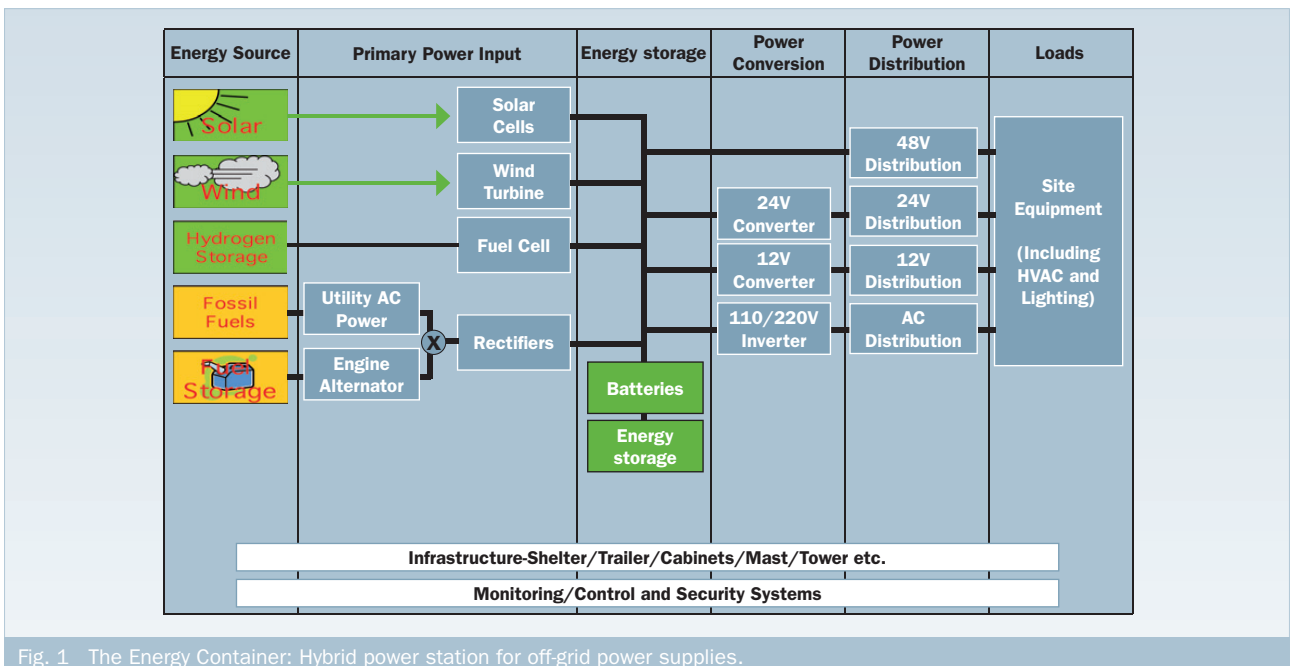 Energy Source
Primary Power Input
Energy storage
Power
Conversion
Power
Distribution
Loads
Solar
Solar
Cells
48V
Distribution
Wind
Wind
Turbine
24V
Converter
24V
Distribution
Site
Equipment
(Including
HVAC and
Lighting)
Hydrogen
Storage
Fuel Cell
12V
Converter
12V
Distribution
Fossil
Fuels
Utility AC
Power
X
Rectifiers
110/220V
Inverter
AC
Distribution
Fuel
Storage
Engine
Alternator
Batteries
Energy
storage
Infrastructure-Shelter/Trailer/Cabinets/Mast/Tower etc.
Monitoring/Control and Security Systems
Fig. 1 The Energy Container: Hybrid power station for off-grid power supplies.